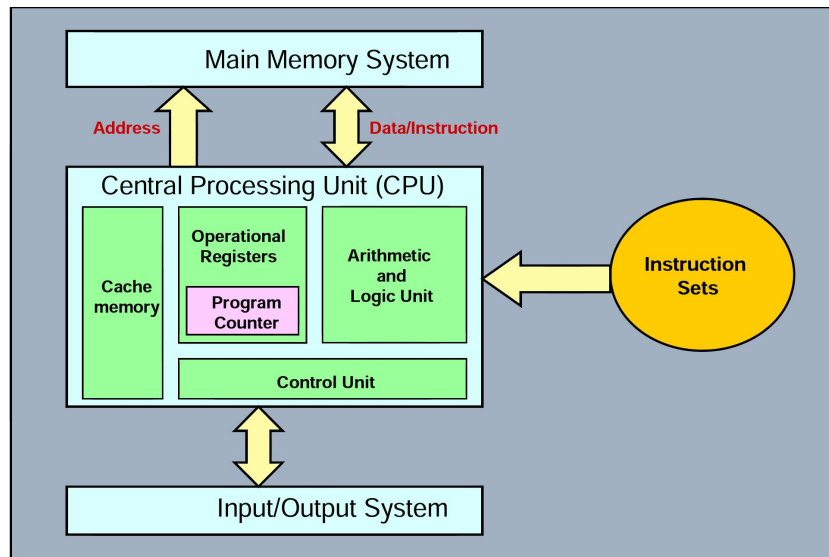 Main Memory System
Address
Data/Instruction
Central Processing Unit (CPU)
Cache
memory
Operational
Registers
Program
Counter
Arithmetic
and
Logic Unit
Control Unit
Instruction
Sets
Input/Output System